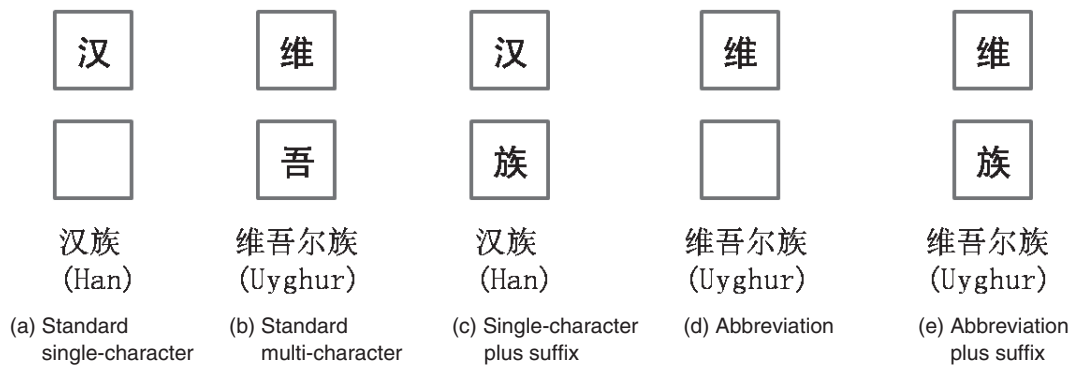 汉 维 汉 维 维
吾 族 族
汉族 维吾尔族 汉族 维吾尔族 维吾尔族
(Han) (Uyghur) (Han) (Uyghur) (Uyghur)
(a) Standard (b) Standard (c) Single-character (d) Abbreviation (e) Abbreviation
single-character multi-character plus suffix plus suffix